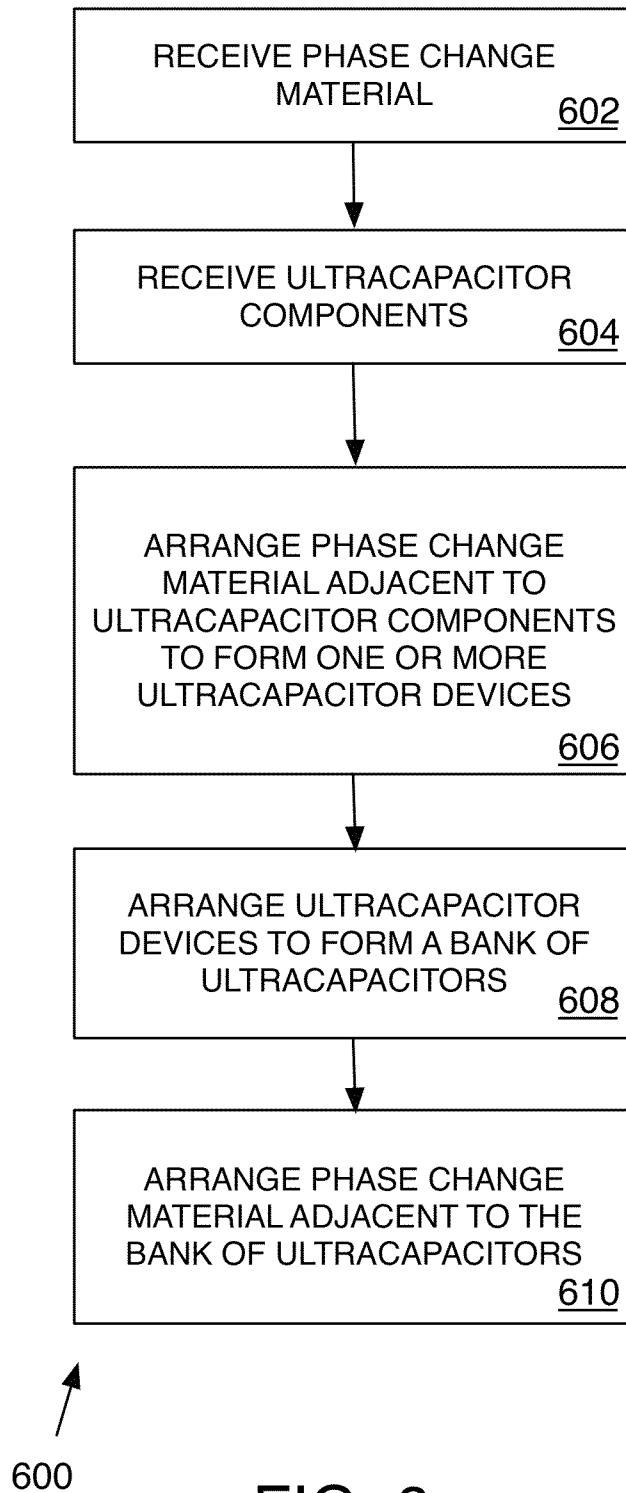 RECEIVE PHASE CHANGE
MATERIAL
602
RECEIVE ULTRACAPACITOR
COMPONENTS
604
ARRANGE PHASE CHANGE
MATERIAL ADJACENT TO
ULTRACAPACITOR COMPONENTS
TO FORM ONE OR MORE
ULTRACAPACITOR DEVICES
606
ARRANGE ULTRACAPACITOR
DEVICES TO FORM A BANK OF
ULTRACAPACITORS
608
ARRANGE PHASE CHANGE
MATERIAL ADJACENT TO THE
BANK OF ULTRACAPACITORS
610
600
FIG.